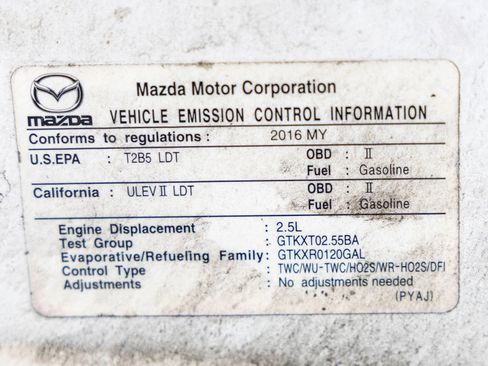 Mazda Motor Corporation
mazda VEHICLE EMISSION CONTROL INFORMATION
Conforms to regulations : 2016 MY
U.S.EPA : T2B5 LDT OBD : II
Fuel : Gasoline
California : ULEV II LDT OBD : II
Fuel : Gasoline
Engine Displacement : 2.5L
Test Group : GTKXT02.55BA
Evaporative/Refueling Family: GTKXR0120GAL
Control Type : TWC/WU-TWC/HO2S/WR-HO2S/DFI
Adjustments : No adjustments needed
(PYAJ)